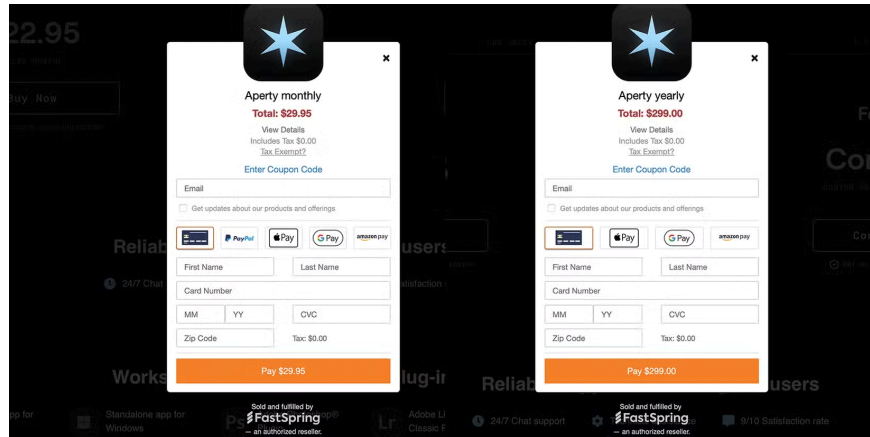 22.95
Buy Now
Reliab
24/7 Chat
Works
pp for
Standalone app for
Windows
Ps
×
Aperty monthly
Total: $29.95
View Details
Includes Tax $0.00
Tax Exempt?
Enter Coupon Code
Email
Get updates about our products and offerings
PayPal
Pay
G Pay
amazon pay
First Name
Last Name
Card Number
MM
YY
CVC
Zip Code
Tax: $0.00
Pay $29.95
Sold and fulfilled by
FastSpring
— an authorized reseller.
users
lug-in
Lr
Adobe Li
Classic P
×
Aperty yearly
Total: $299.00
View Details
Includes Tax $0.00
Tax Exempt?
Enter Coupon Code
Email
Get updates about our products and offerings
Pay
G Pay
amazon pay
First Name
Last Name
Card Number
MM
YY
CVC
Zip Code
Tax: $0.00
Pay $299.00
Sold and fulfilled by
FastSpring
— an authorized reseller.
Reliab
users
24/7 Chat support
9/10 Satisfaction rate
Co